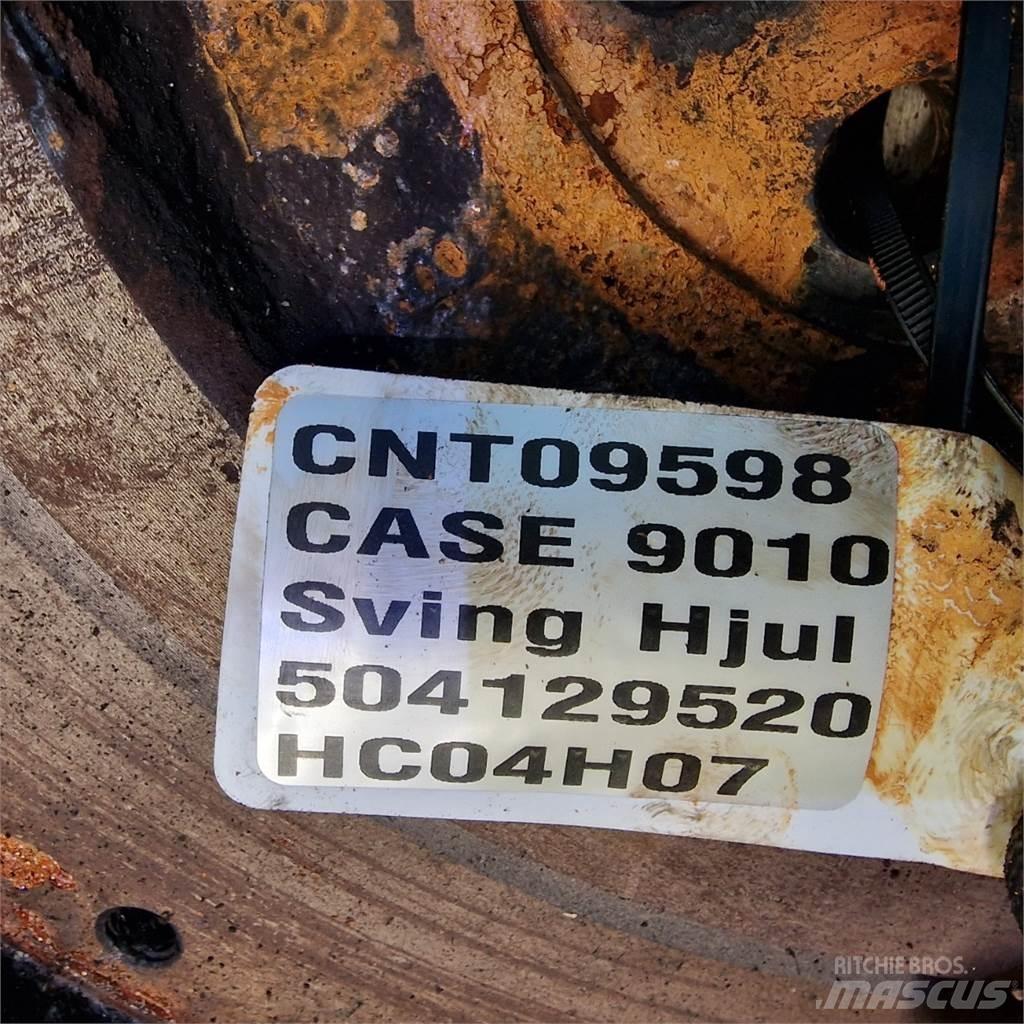 CNT09598
CASE 9010
Sving Hjul
504129520
HC04H07
RITCHIE BROS.
MASCUS